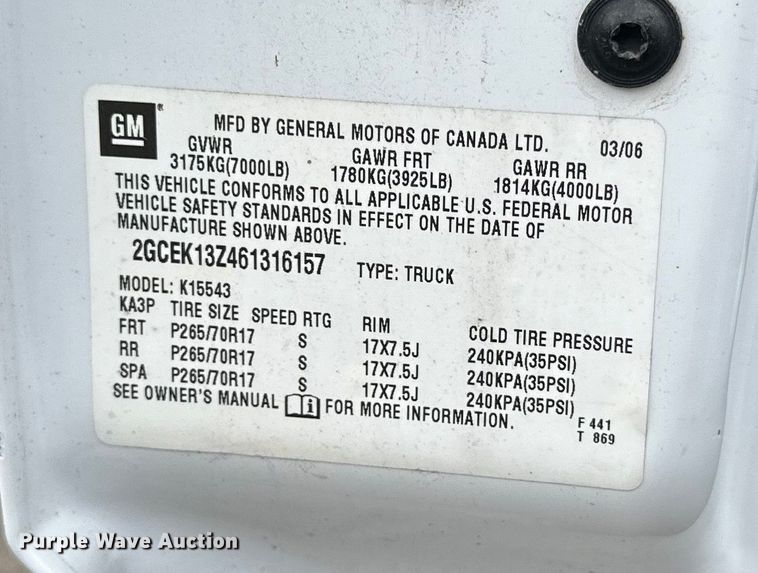 GM ® MFD BY GENERAL MOTORS OF CANADA LTD. 03/06
GVWR GAWR FRT GAWR RR
3175KG(7000LB) 1780KG(3925LB) 1814KG(4000LB)
THIS VEHICLE CONFORMS TO ALL APPLICABLE U.S. FEDERAL MOTOR
VEHICLE SAFETY STANDARDS IN EFFECT ON THE DATE OF
MANUFACTURE SHOWN ABOVE.
2GCEK13Z461316157 TYPE: TRUCK
MODEL: K15543
KA3P TIRE SIZE SPEED RTG RIM COLD TIRE PRESSURE
FRT P265/70R17 S 17X7.5J 240KPA(35PSI)
RR P265/70R17 S 17X7.5J 240KPA(35PSI)
SPA P265/70R17 S 17X7.5J 240KPA(35PSI)
SEE OWNER'S MANUAL i FOR MORE INFORMATION.
F 441
T 869
Purple Wave Auction